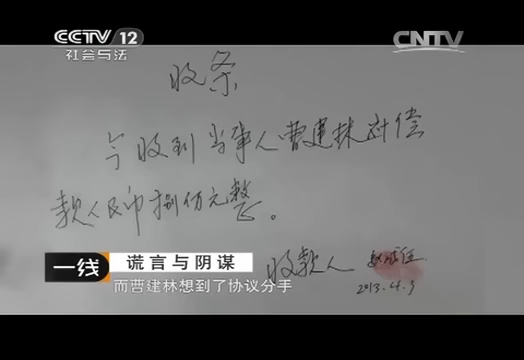 CCTV 12
社会与法
CNTV
收条
今收到当事人曹建林对偿
款人民币捌仟元整。
一线
谎言与阴谋
收款人
而曹建林想到了协议分手
2013.4.3